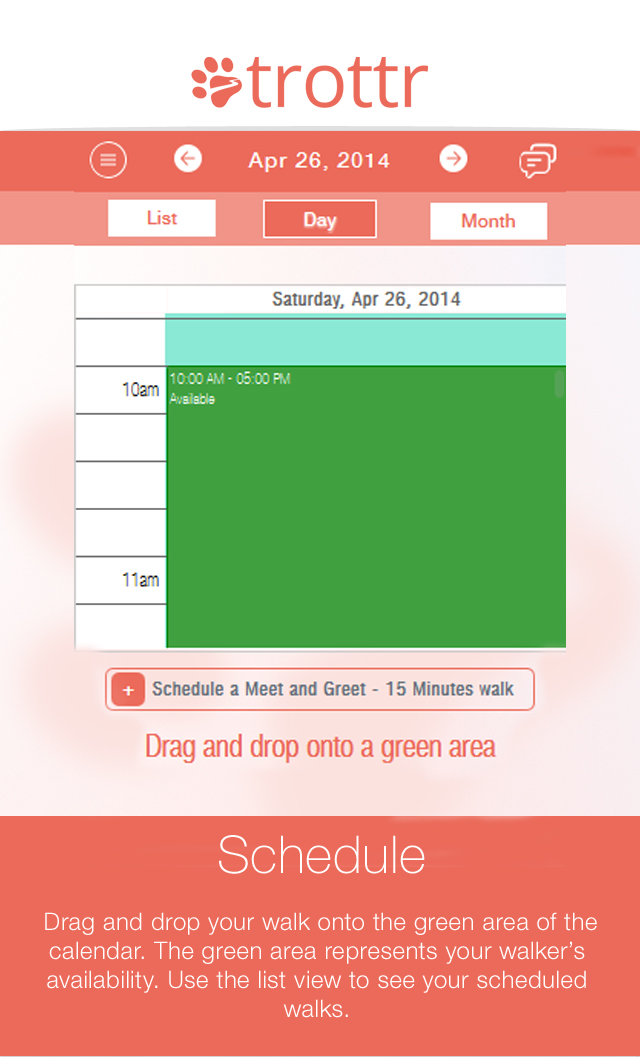 trottr
Apr 26, 2014
List
Day
Month
Saturday, Apr 26, 2014
10am
10:00 AM - 05:00 PM
Available
11am
+ Schedule a Meet and Greet - 15 Minutes walk
Drag and drop onto a green area
Schedule
Drag and drop your walk onto the green area of the
calendar. The green area represents your walker's
availability. Use the list view to see your scheduled
walks.